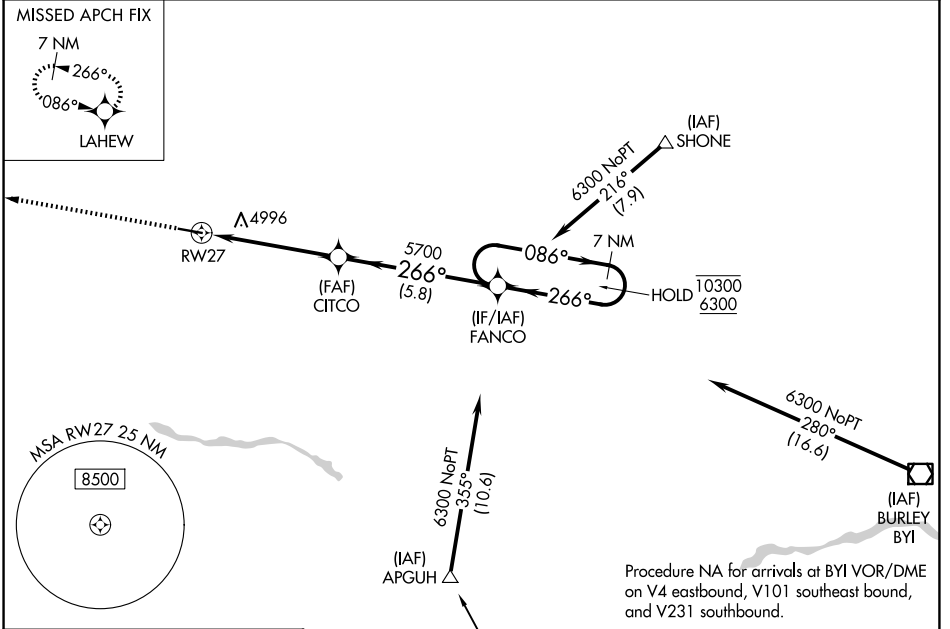 MISSED APCH FIX
7 NM
266°
086°
LAHEW
(IAF)
SHONE
6300 NoPT
216°
(7.9)
4996
RW27
(FAF)
CITCO
5700
266°
(5.8)
086°
7 NM
266°
HOLD
10300
6300
(IF/IAF)
FANCO
6300 NoPT
280°
(16.6)
(IAF)
BURLEY
BYI
MSA RW27 25 NM
8500
6300 NoPT
355°
(10.6)
(IAF)
APGUH
Procedure NA for arrivals at BYI VOR/DME
on V4 eastbound, V101 southeast bound,
and V231 southbound.